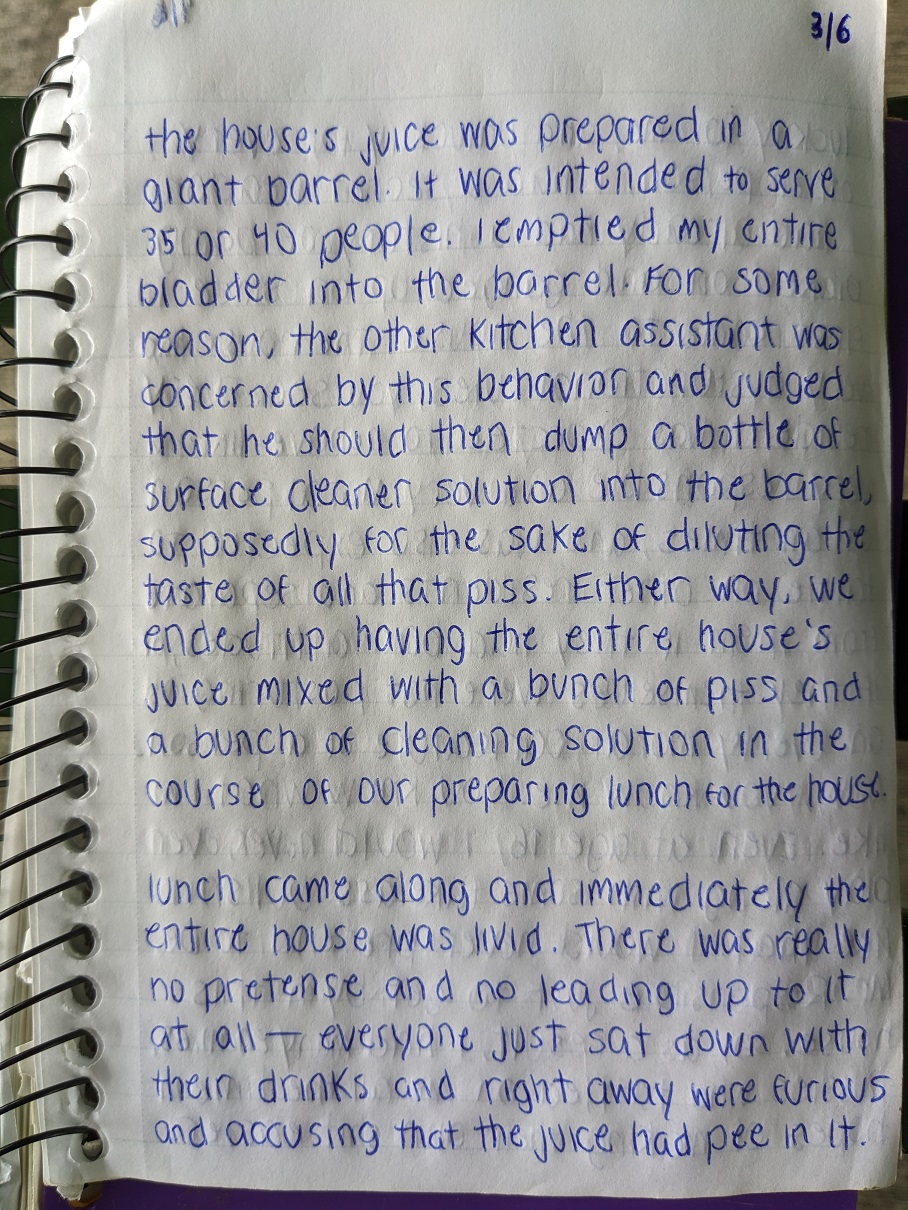 3/6
the house's juice was prepared in a
giant barrel. It was intended to serve
35 or 40 people. I emptied my entire
bladder into the barrel. For some
reason, the other kitchen assistant was
concerned by this behavior and judged
that he should then dump a bottle of
surface cleaner solution into the barrel,
supposedly for the sake of diluting the
taste of all that piss. Either way, we
ended up having the entire house's
juice mixed with a bunch of piss and
a bunch of cleaning solution in the
course of our preparing lunch for the house.
lunch came along and immediately the
entire house was livid. There was really
no pretense and no leading up to it
at all — everyone just sat down with
their drinks and right away were furious
and accusing that the juice had pee in it.